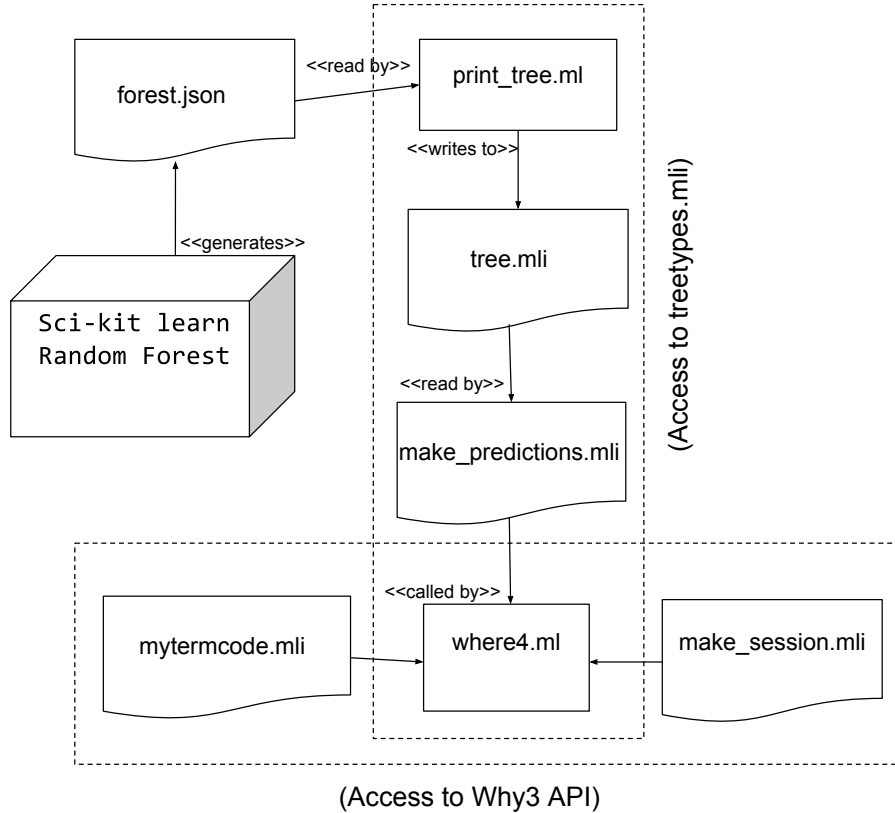 <<read by>>
forest.json
print_tree.ml
<<writes to>>
<<generates>>
tree.mli
(Access to treetypes.mli)
Sci-kit learn
Random Forest
<<read by>>
make_predictions.mli
<<called by>>
mytermcode.mli
where4.ml
make_session.mli
(Access to Why3 API)